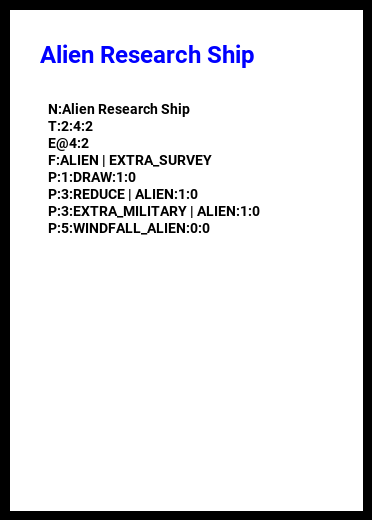 Alien Research Ship
N:Alien Research Ship
T:2:4:2
E@4:2
F:ALIEN | EXTRA_SURVEY
P:1:DRAW:1:0
P:3:REDUCE | ALIEN:1:0
P:3:EXTRA_MILITARY | ALIEN:1:0
P:5:WINDFALL_ALIEN:0:0